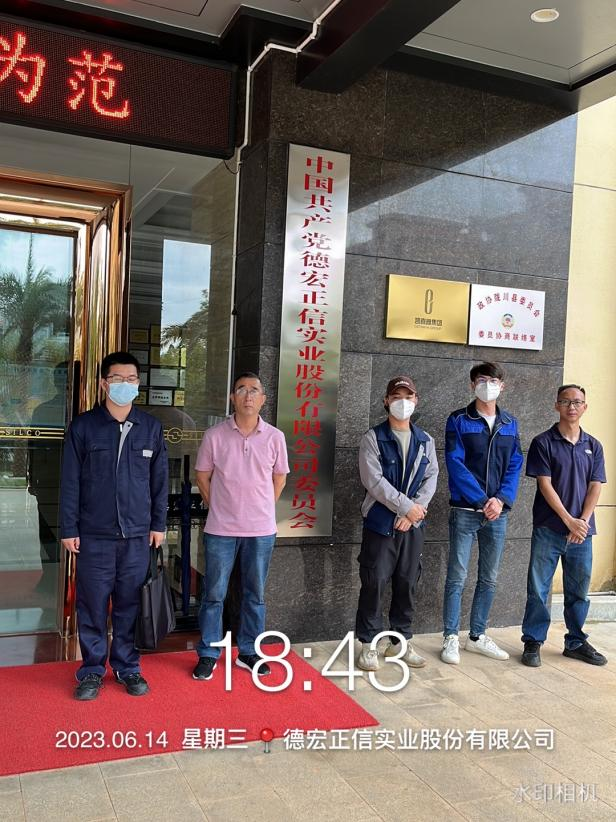 为范
中国共产党德宏正信实业股份有限公司委员会
政协陇川县委员会
委员协商联络室
SILCO
18:43
2023.06.14 星期三 德宏正信实业股份有限公司
水印相机